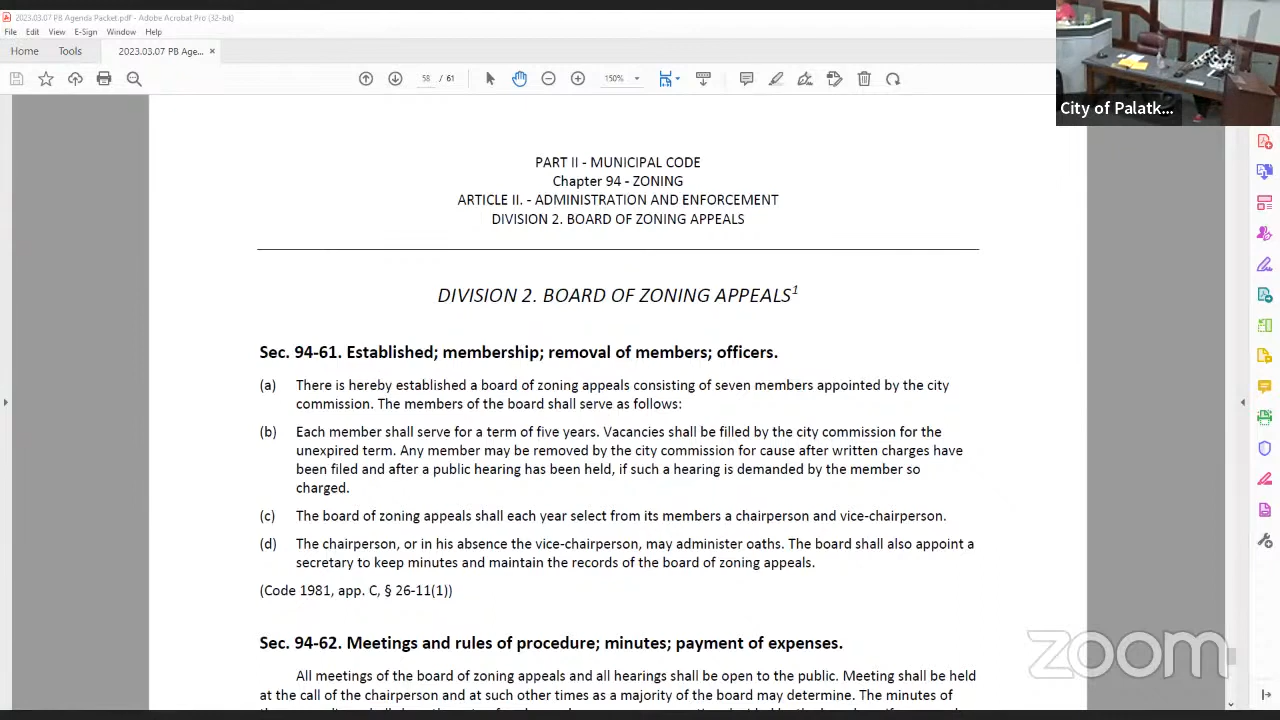 2023.03.07 PB Agenda Packet.pdf - Adobe Acrobat Pro (32-bit)
File Edit View E-Sign Window Help
Home Tools 2023.03.07 PB Age... ×
58 / 61 150%
City of Palatk...
PART II - MUNICIPAL CODE
Chapter 94 - ZONING
ARTICLE II. - ADMINISTRATION AND ENFORCEMENT
DIVISION 2. BOARD OF ZONING APPEALS
DIVISION 2. BOARD OF ZONING APPEALS¹
Sec. 94-61. Established; membership; removal of members; officers.
(a) There is hereby established a board of zoning appeals consisting of seven members appointed by the city
commission. The members of the board shall serve as follows:
(b) Each member shall serve for a term of five years. Vacancies shall be filled by the city commission for the
unexpired term. Any member may be removed by the city commission for cause after written charges have
been filed and after a public hearing has been held, if such a hearing is demanded by the member so
charged.
(c) The board of zoning appeals shall each year select from its members a chairperson and vice-chairperson.
(d) The chairperson, or in his absence the vice-chairperson, may administer oaths. The board shall also appoint a
secretary to keep minutes and maintain the records of the board of zoning appeals.
(Code 1981, app. C, § 26-11(1))
Sec. 94-62. Meetings and rules of procedure; minutes; payment of expenses.
All meetings of the board of zoning appeals and all hearings shall be open to the public. Meeting shall be held
at the call of the chairperson and at such other times as a majority of the board may determine. The minutes of
zoom